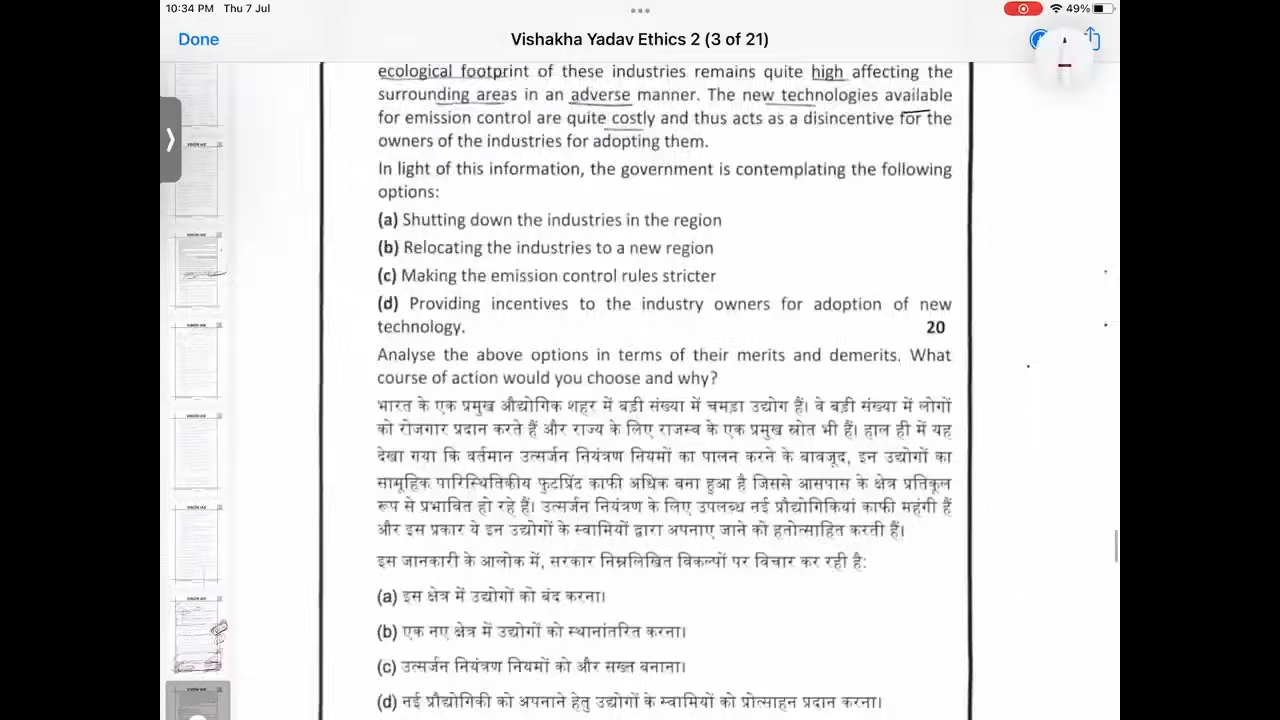 10:34 PM Thu 7 Jul
49%
Done
Vishakha Yadav Ethics 2 (3 of 21)
ecological footprint of these industries remains quite high affecting the
surrounding areas in an adverse manner. The new technologies available
for emission control are quite costly and thus acts as a disincentive for the
owners of the industries for adopting them.
In light of this information, the government is contemplating the following
options:
(a) Shutting down the industries in the region
(b) Relocating the industries to a new region
(c) Making the emission control rules stricter
(d) Providing incentives to the industry owners for adoption of new
technology. 20
Analyse the above options in terms of their merits and demerits. What
course of action would you choose and why?
भारत के एक प्रमुख औद्योगिक शहर में बड़ी संख्या में चमड़ा उद्योग हैं। वे बड़ी संख्या में लोगों
को रोजगार प्रदान करते हैं और राज्य के लिए राजस्व के एक प्रमुख स्रोत भी हैं। हाल ही में यह
देखा गया कि वर्तमान उत्सर्जन नियंत्रण नियमों का पालन करने के बावजूद, इन उद्योगों का
सामूहिक पारिस्थितिकीय फुटप्रिंट काफी अधिक बना हुआ है जिससे आसपास के क्षेत्र प्रतिकूल
रूप से प्रभावित हो रहे हैं। उत्सर्जन नियंत्रण के लिए उपलब्ध नई प्रौद्योगिकियां काफी महंगी हैं
और इस प्रकार ये इन उद्योगों के स्वामियों द्वारा अपनाए जाने को हतोत्साहित करती हैं।
इस जानकारी के आलोक में, सरकार निम्नलिखित विकल्पों पर विचार कर रही है:
(a) इस क्षेत्र में उद्योगों को बंद करना।
(b) एक नए क्षेत्र में उद्योगों को स्थानांतरित करना।
(c) उत्सर्जन नियंत्रण नियमों को और सख्त बनाना।
(d) नई प्रौद्योगिकी को अपनाने हेतु उद्योगों के स्वामियों को प्रोत्साहन प्रदान करना।